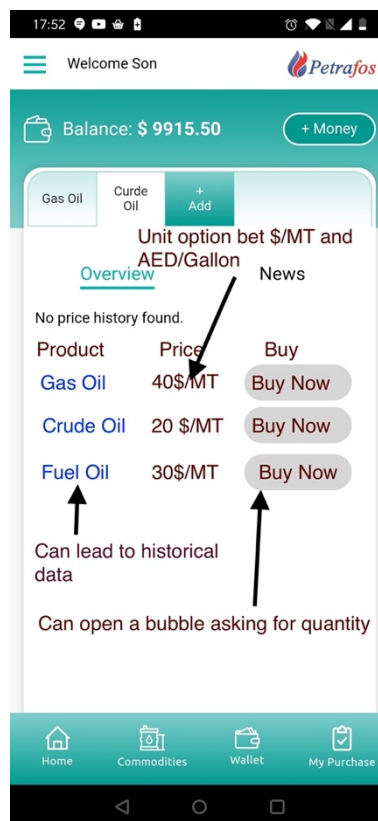 17:52
Welcome Son
Petrafos
Balance: $ 9915.50
+ Money
Gas Oil
Curde
Oil
+
Add
Unit option bet $/MT and
AED/Gallon
Overview
News
No price history found.
Product Price Buy
Gas Oil 40$/MT Buy Now
Crude Oil 20 $/MT Buy Now
Fuel Oil 30$/MT Buy Now
Can lead to historical
data
Can open a bubble asking for quantity
Home Commodities Wallet My Purchase